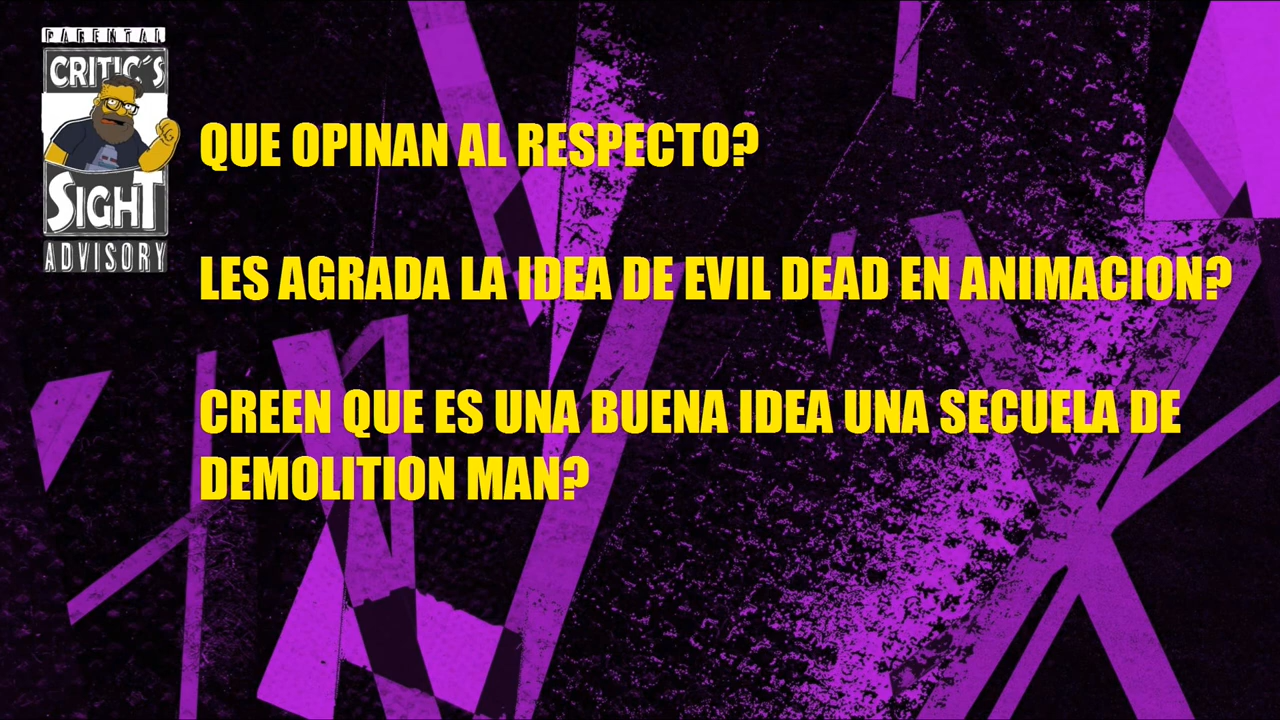 PARENTAL
CRITIC´S
SIGHT
ADVISORY
QUE OPINAN AL RESPECTO?
LES AGRADA LA IDEA DE EVIL DEAD EN ANIMACION?
CREEN QUE ES UNA BUENA IDEA UNA SECUELA DE
DEMOLITION MAN?